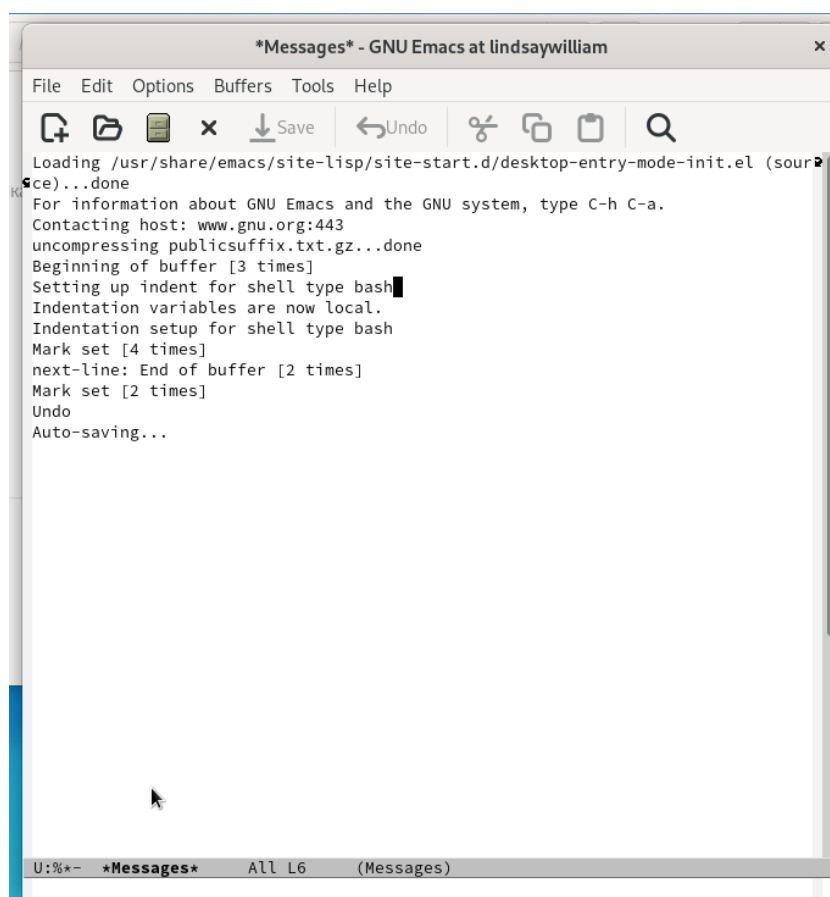 *Messages* - GNU Emacs at lindsaywilliam
File Edit Options Buffers Tools Help
Save Undo
Loading /usr/share/emacs/site-lisp/site-start.d/desktop-entry-mode-init.el (sour
ce)...done
For information about GNU Emacs and the GNU system, type C-h C-a.
Contacting host: www.gnu.org:443
uncompressing publicsuffix.txt.gz...done
Beginning of buffer [3 times]
Setting up indent for shell type bash
Indentation variables are now local.
Indentation setup for shell type bash
Mark set [4 times]
next-line: End of buffer [2 times]
Mark set [2 times]
Undo
Auto-saving...
U:%*- *Messages* All L6 (Messages)